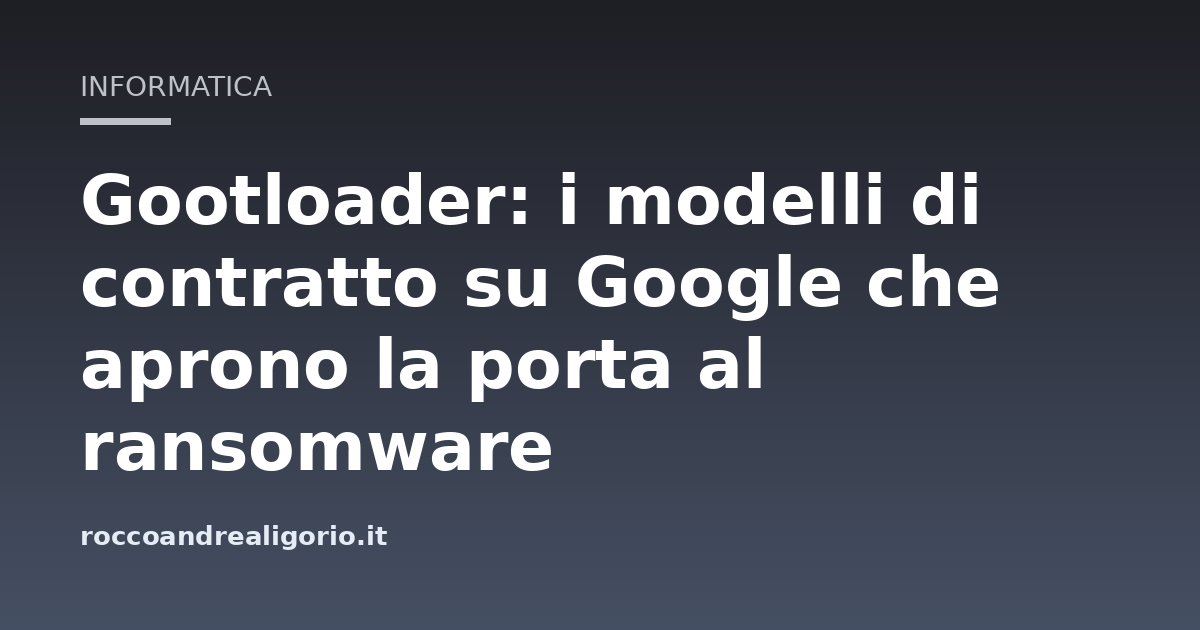 INFORMATICA
Gootloader: i modelli di
contratto su Google che
aprono la porta al
ransomware
roccoandrealigorio.it